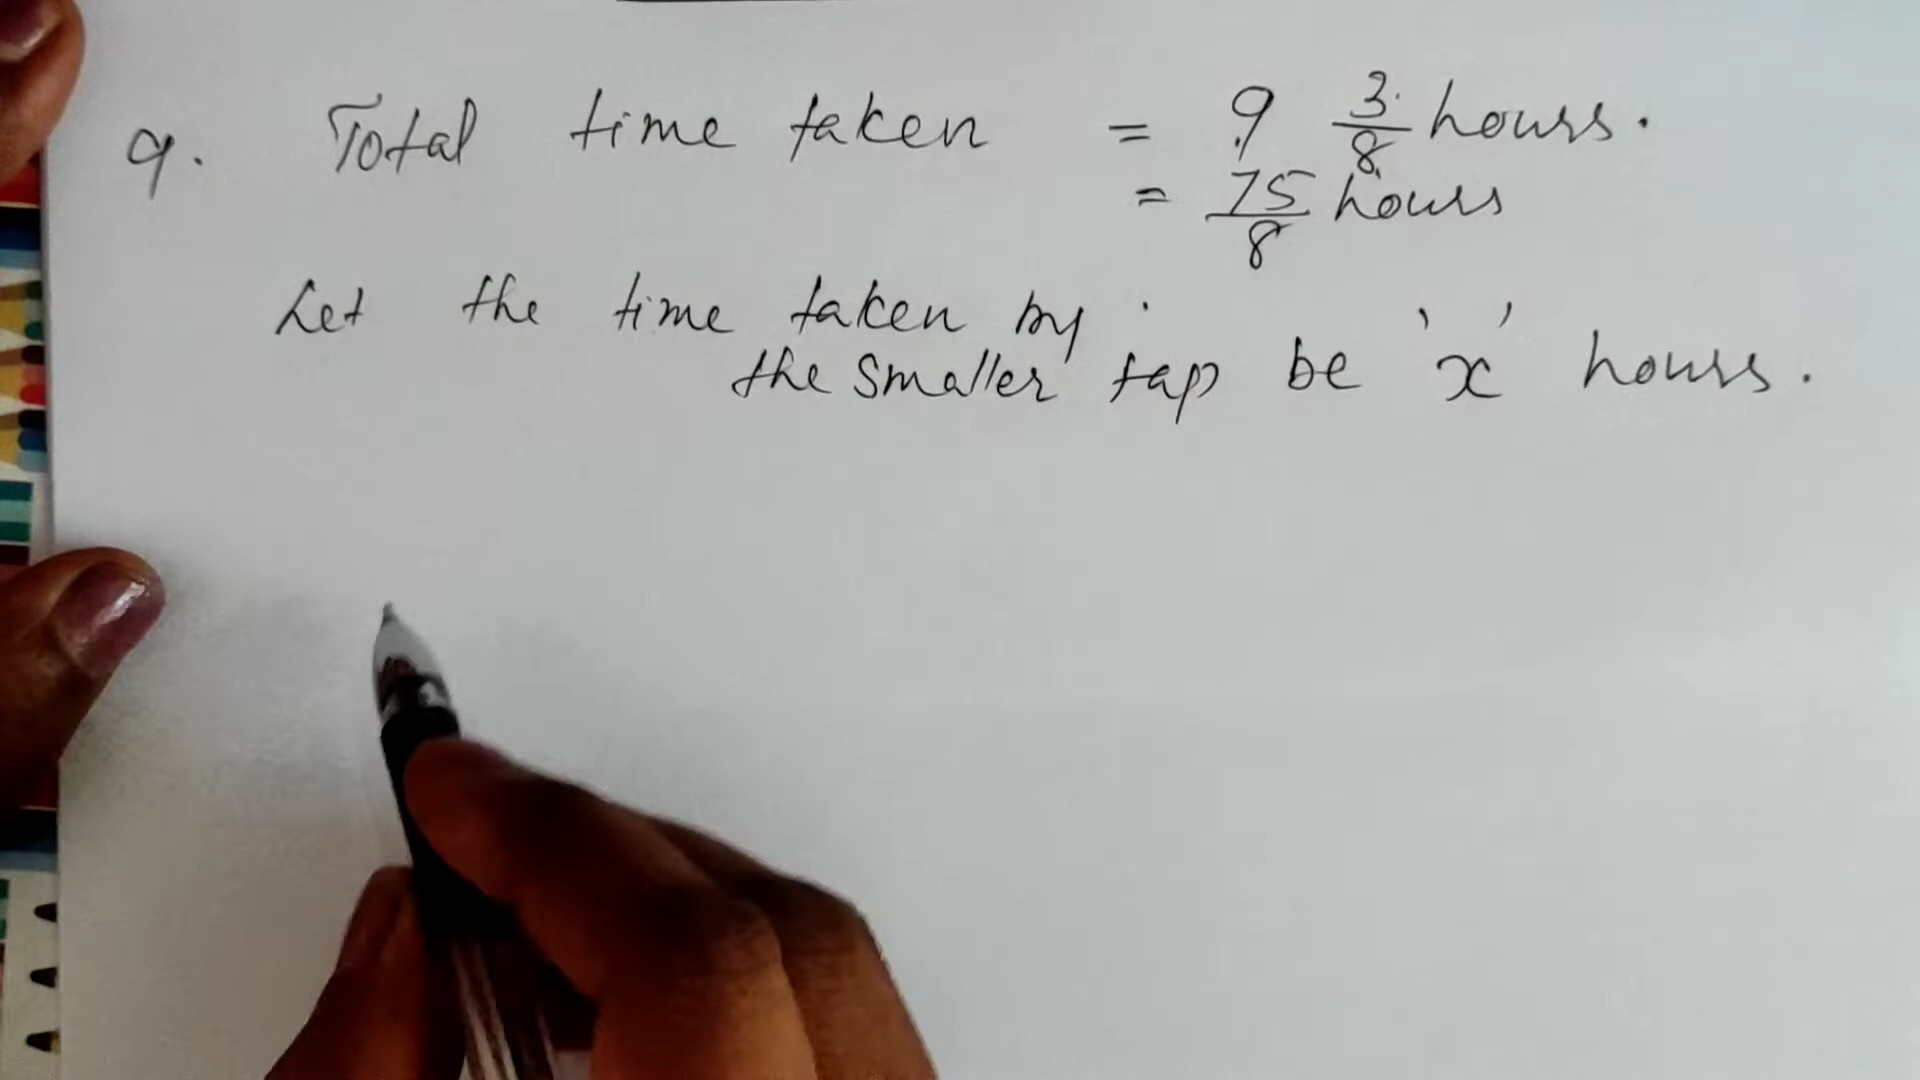 9. Total time taken = 9 3/8 hours.
= 75/8 hours
Let the time taken by
the smaller tap be 'x' hours.